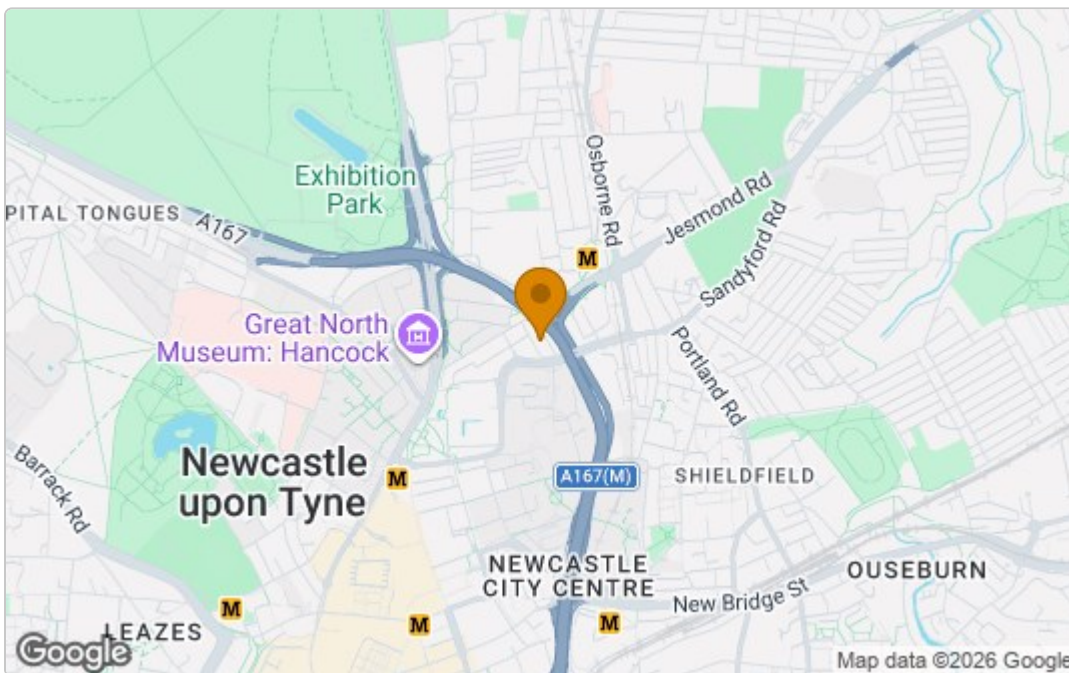 Osborne Rd
Exhibition
Park
Jesmond Rd
PITAL TONGUES
A167
Sandyford Rd
M
Great North
Museum: Hancock
Portland Rd
Barrack Rd
Newcastle
upon Tyne
M
A167(M)
SHIELDFIELD
NEWCASTLE
CITY CENTRE
OUSEBURN
New Bridge St
M
M
M
LEAZES
Google
Map data ©2026 Google